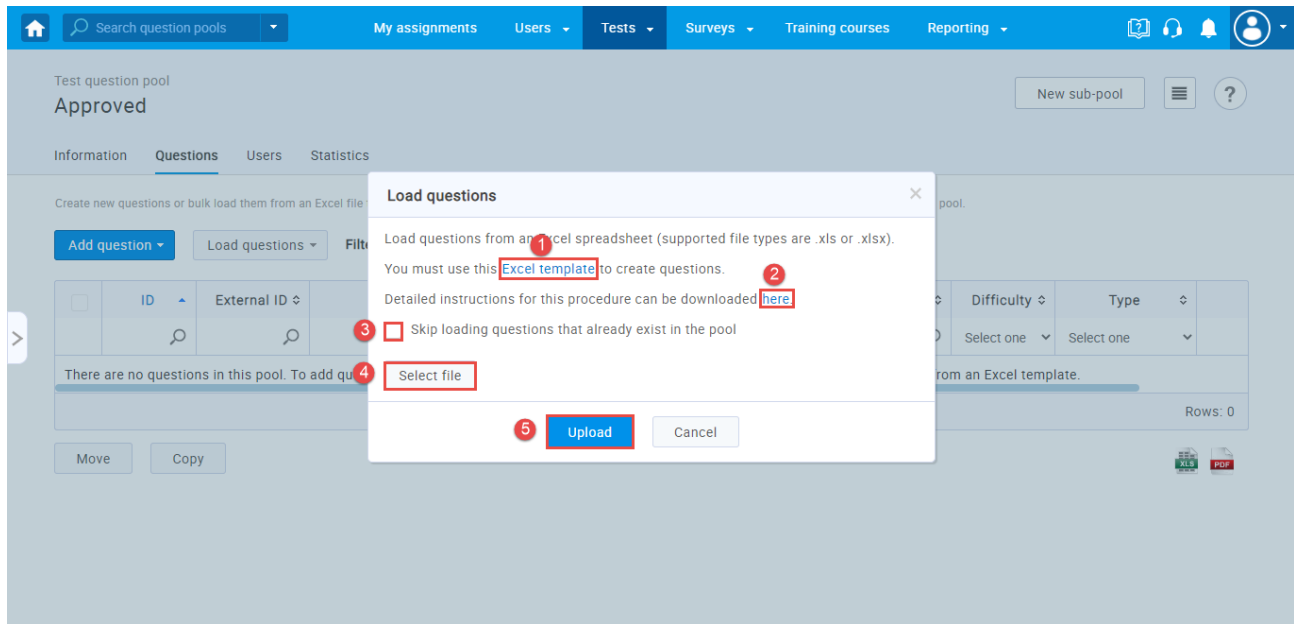 Search question pools
My assignments
Users
Tests
Surveys
Training courses
Reporting
Test question pool
Approved
New sub-pool
?
Information
Questions
Users
Statistics
Create new questions or bulk load them from an Excel file
pool.
Add question
Load questions
ID
External ID
Difficulty
Type
Select one
Select one
There are no questions in this pool. To add
from an Excel template.
Rows: 0
Move
Copy
XLS
PDF
Load questions
Load questions from an Excel spreadsheet (supported file types are .xls or .xlsx).
1
You must use this Excel template to create questions.
2
Detailed instructions for this procedure can be downloaded here.
3
Skip loading questions that already exist in the pool
4
Select file
5
Upload
Cancel